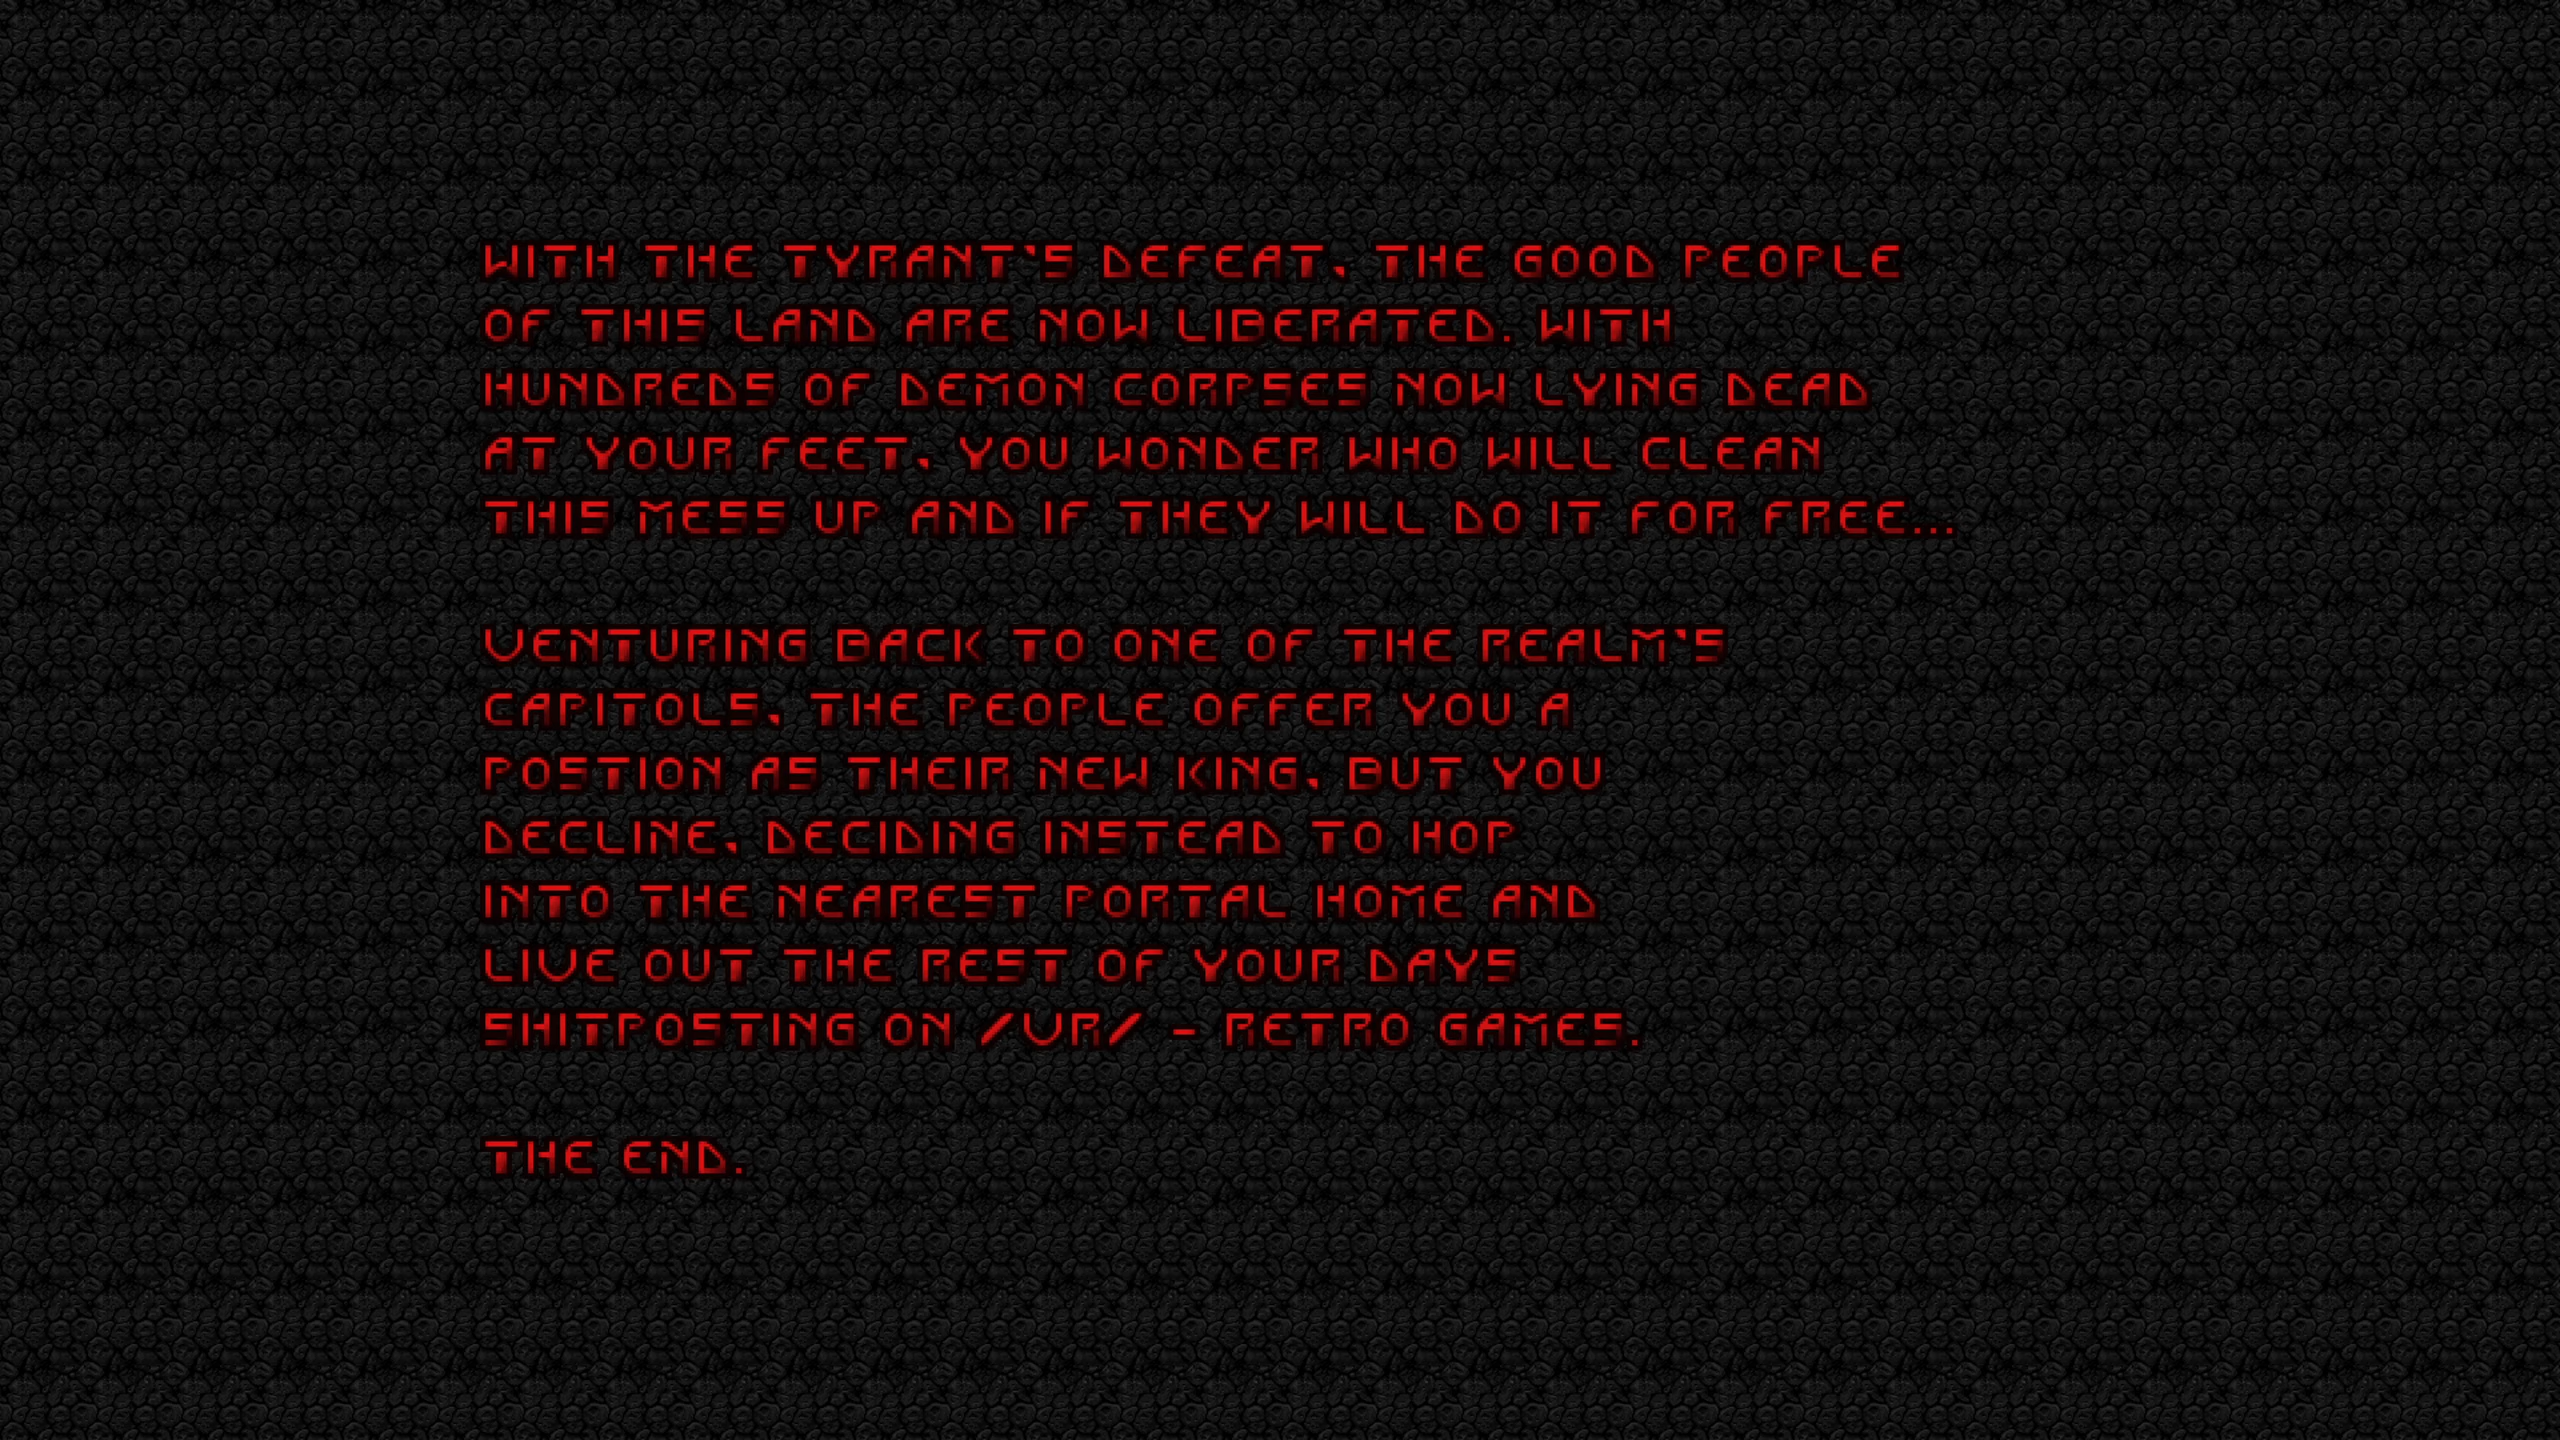 WITH THE TYRANT'S DEFEAT, THE GOOD PEOPLE
OF THIS LAND ARE NOW LIBERATED. WITH
HUNDREDS OF DEMON CORPSES NOW LYING DEAD
AT YOUR FEET, YOU WONDER WHO WILL CLEAN
THIS MESS UP AND IF THEY WILL DO IT FOR FREE...
VENTURING BACK TO ONE OF THE REALM'S
CAPITOLS, THE PEOPLE OFFER YOU A
POSTION AS THEIR NEW KING, BUT YOU
DECLINE, DECIDING INSTEAD TO HOP
INTO THE NEAREST PORTAL HOME AND
LIVE OUT THE REST OF YOUR DAYS
SHITPOSTING ON /VR/ - RETRO GAMES.
THE END.